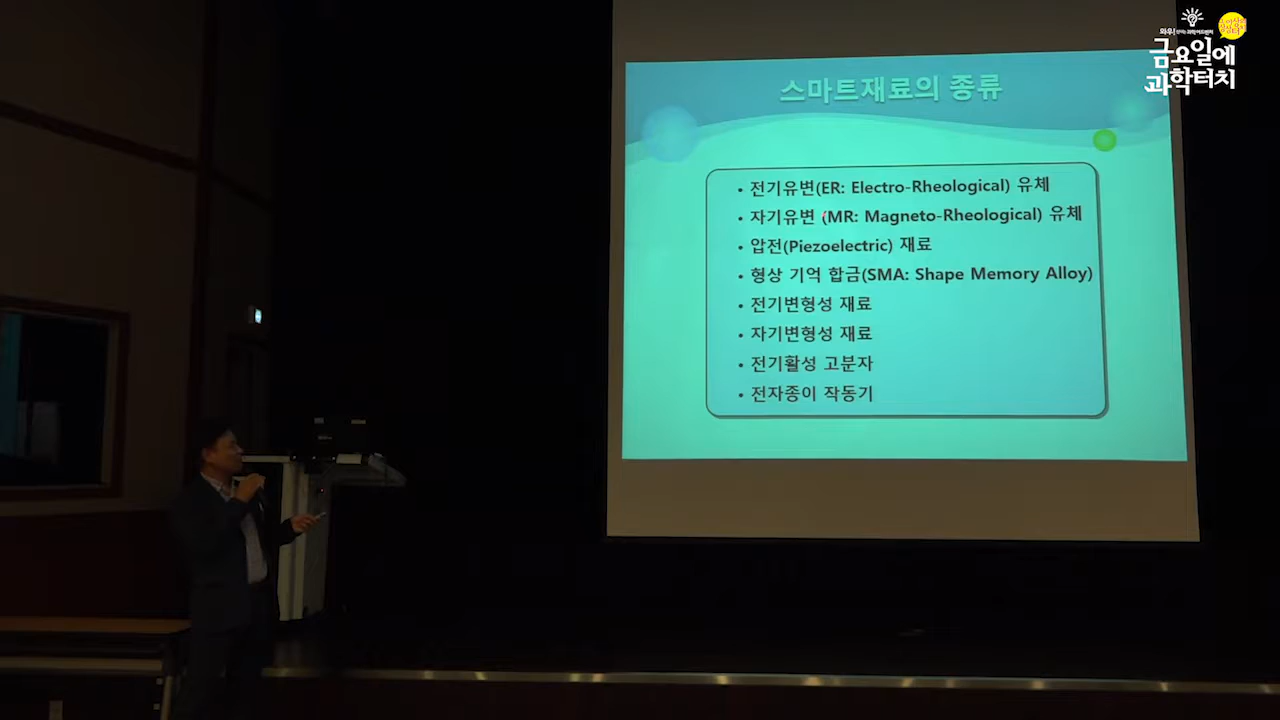 와우!
금요일에
과학터치
스마트재료의 종류
• 전기유변(ER: Electro-Rheological) 유체
• 자기유변 (MR: Magneto-Rheological) 유체
• 압전(Piezoelectric) 재료
• 형상 기억 합금(SMA: Shape Memory Alloy)
• 전기변형성 재료
• 자기변형성 재료
• 전기활성 고분자
• 전자종이 작동기